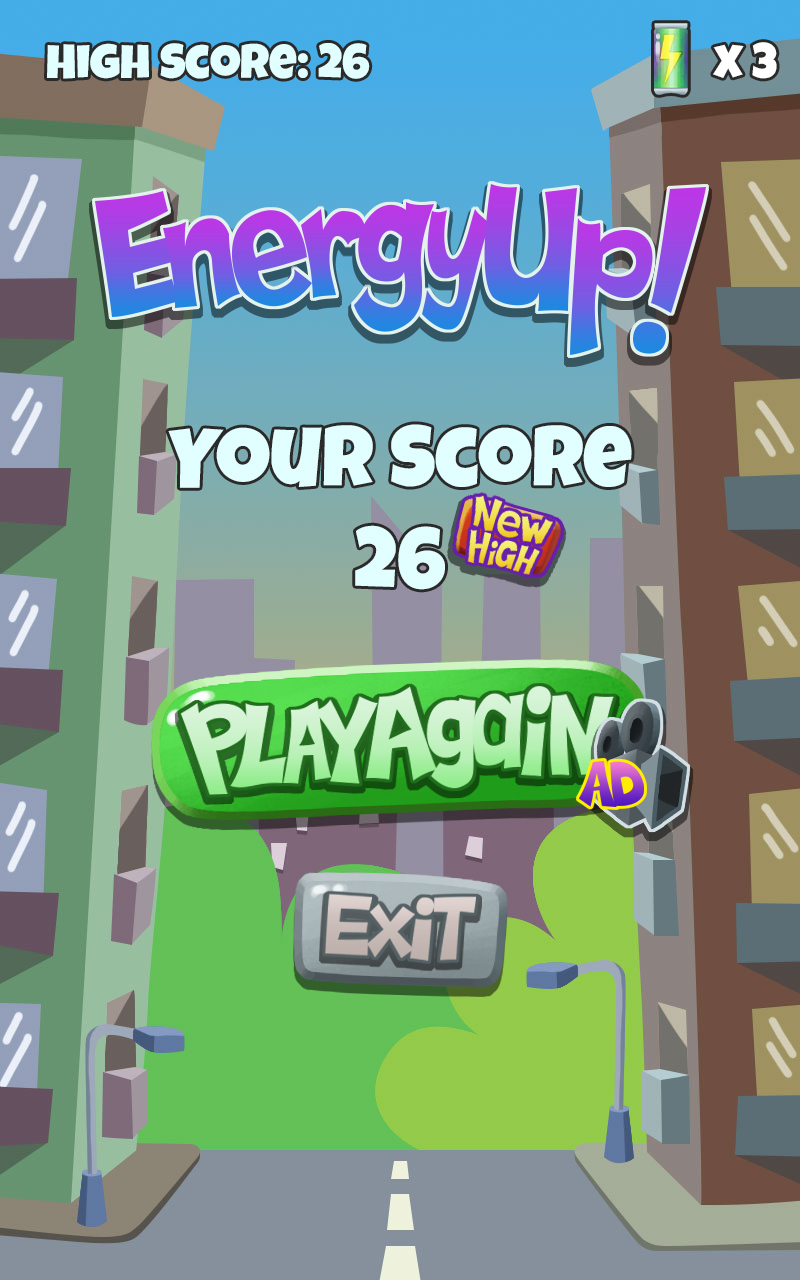 HIGH SCORE: 26
X 3
EnergyUp!
YOUR SCORE
26
New
HiGH
PLAYAgaiN
AD
EXiT